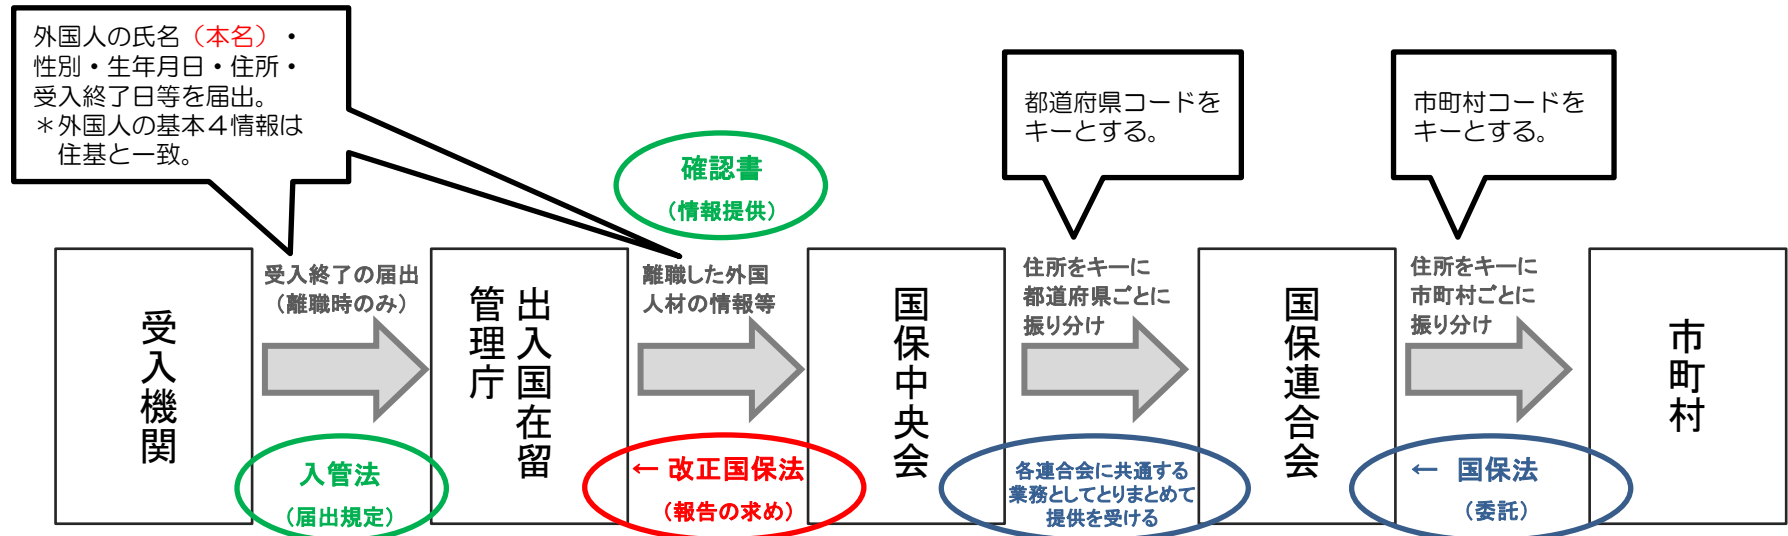 外国人の氏名（本名）・
性別・生年月日・住所・
受入終了日等を届出。
＊外国人の基本４情報は
住基と一致。
都道府県コードを
キーとする。
市町村コードを
キーとする。
確認書
（情報提供）
受入機関
受入終了の届出
（離職時のみ）
入管法
（届出規定）
出入国在留
管理庁
離職した外国
人材の情報等
← 改正国保法
（報告の求め）
国保中央会
住所をキーに
都道府県ごとに
振り分け
各連合会に共通する
業務としてとりまとめて
提供を受ける
国保連合会
住所をキーに
市町村ごとに
振り分け
← 国保法
（委託）
市町村